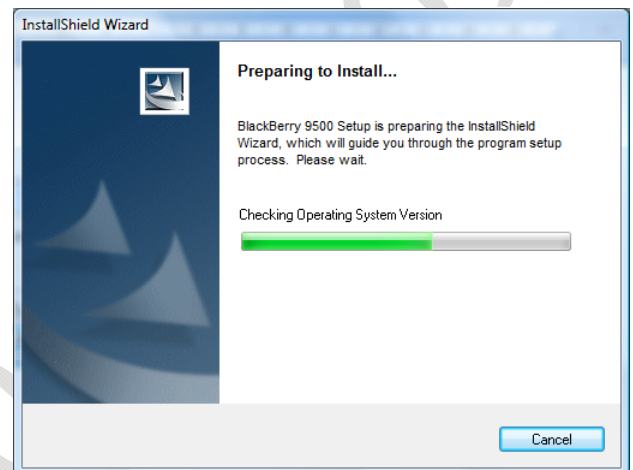 InstallShield Wizard
Preparing to Install...
BlackBerry 9500 Setup is preparing the InstallShield
Wizard, which will guide you through the program setup
process. Please wait.
Checking Operating System Version
Cancel